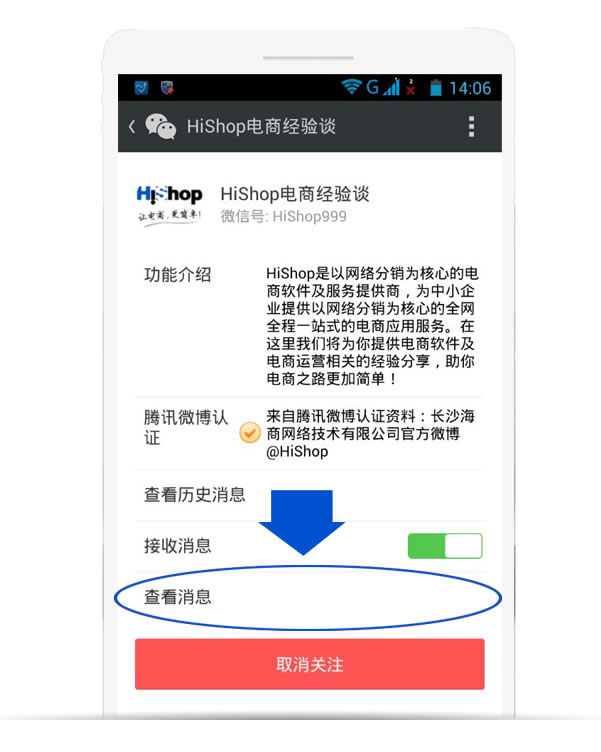 G 2 14:06
HiShop电商经验谈
HiShop
让电商,更简单!
HiShop电商经验谈
微信号: HiShop999
功能介绍
HiShop是以网络分销为核心的电
商软件及服务提供商，为中小企
业提供以网络分销为核心的全网
全程一站式的电商应用服务。在
这里我们将为你提供电商软件及
电商运营相关的经验分享，助你
电商之路更加简单！
腾讯微博认
证
来自腾讯微博认证资料：长沙海
商网络技术有限公司官方微博
@HiShop
查看历史消息
接收消息
查看消息
取消关注